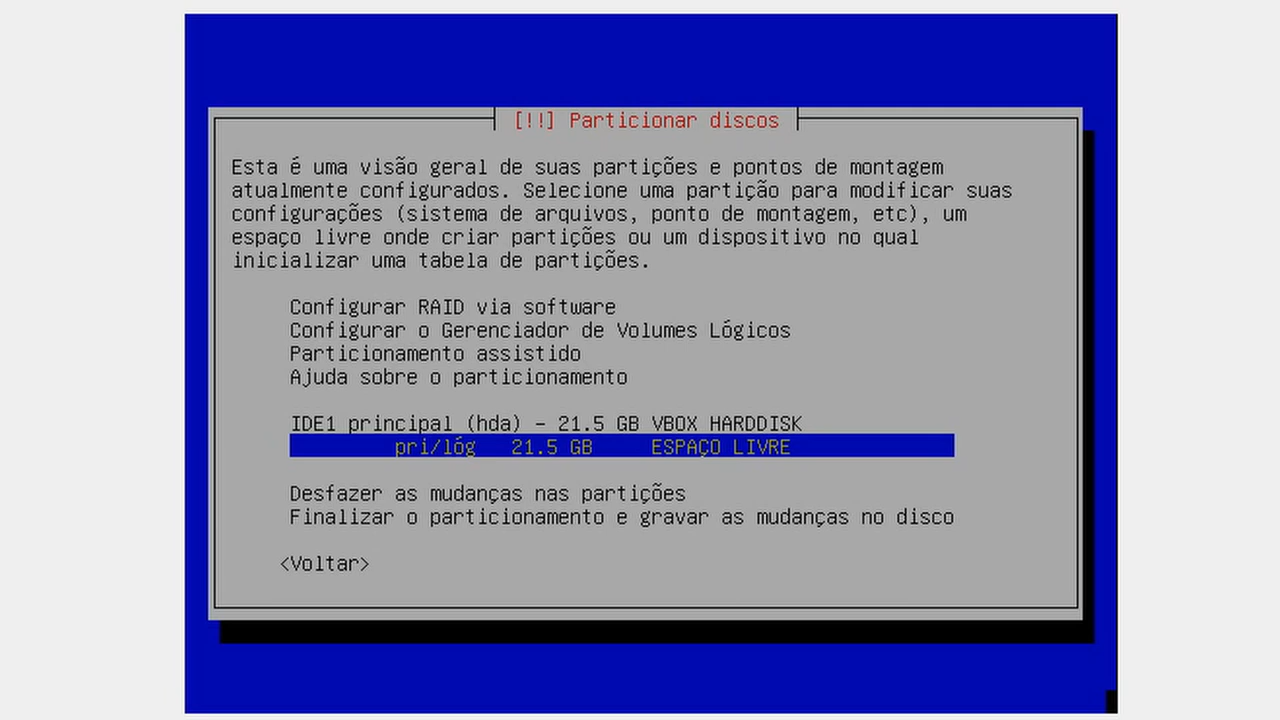 [!!] Particionar discos
Esta é uma visão geral de suas partições e pontos de montagem
atualmente configurados. Selecione uma partição para modificar suas
configurações (sistema de arquivos, ponto de montagem, etc), um
espaço livre onde criar partições ou um dispositivo no qual
inicializar uma tabela de partições.
Configurar RAID via software
Configurar o Gerenciador de Volumes Lógicos
Particionamento assistido
Ajuda sobre o particionamento
IDE1 principal (hda) - 21.5 GB VBOX HARDDISK
pri/lóg 21.5 GB ESPAÇO LIVRE
Desfazer as mudanças nas partições
Finalizar o particionamento e gravar as mudanças no disco
<Voltar>